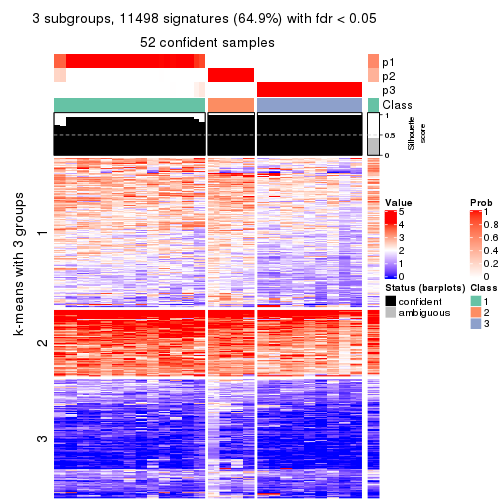 3 subgroups, 11498 signatures (64.9%) with fdr < 0.05
52 confident samples
p1
p2
p3
Class
1
0.5
0
Silhouette
score
k-means with 3 groups
1
2
3
Value
5
4
3
2
1
0
Prob
1
0.8
0.6
0.4
0.2
0
Status (barplots)
confident
ambiguous
Class
1
2
3